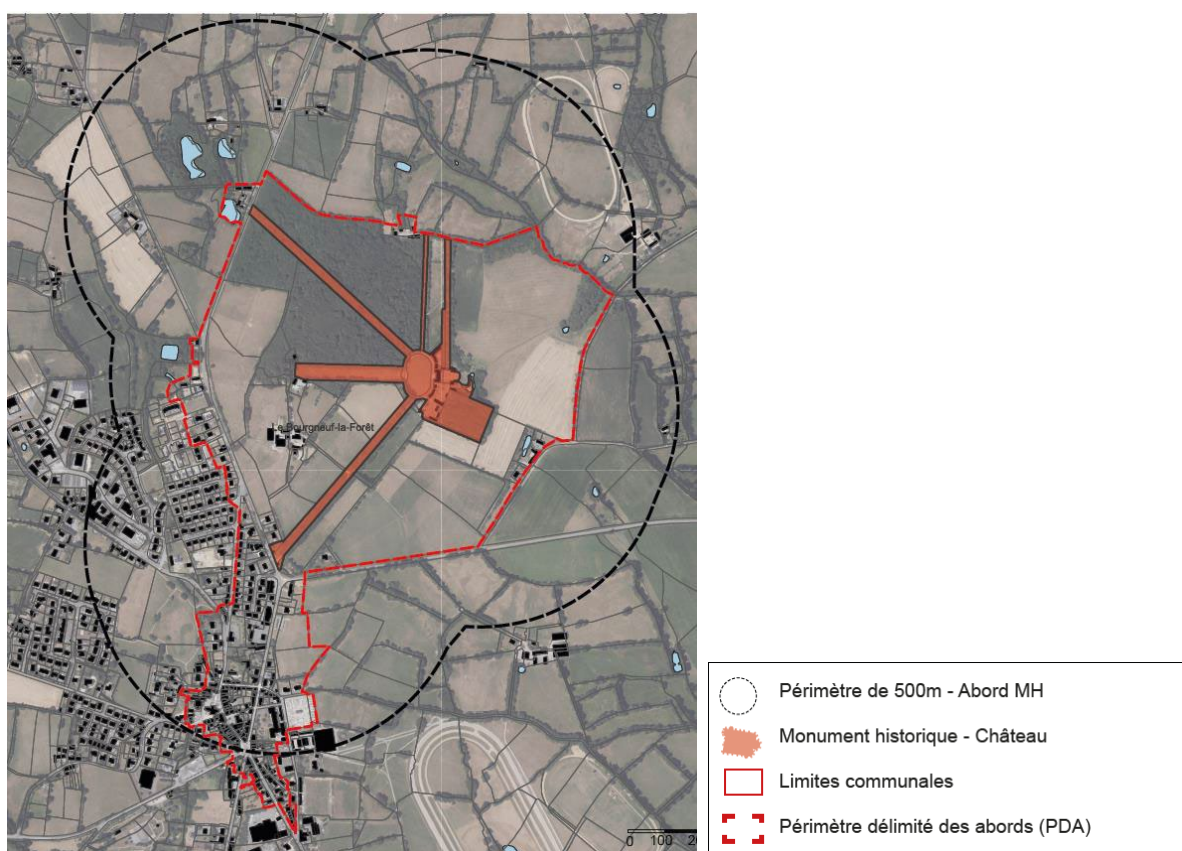 Le Bourgneuf-la-Forêt
0 100 20
Périmètre de 500m - Abord MH
Monument historique - Château
Limites communales
Périmètre délimité des abords (PDA)